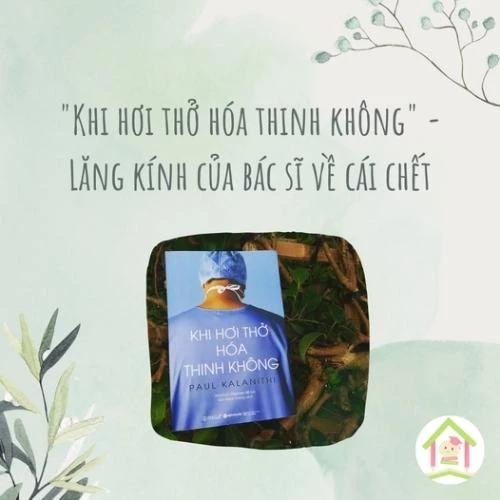 "Khi hơi thở hóa thinh không" -
Lăng kính của bác sĩ về cái chết
KHI HƠI THỞ
HÓA
THINH KHÔNG
PAUL KALANITHI